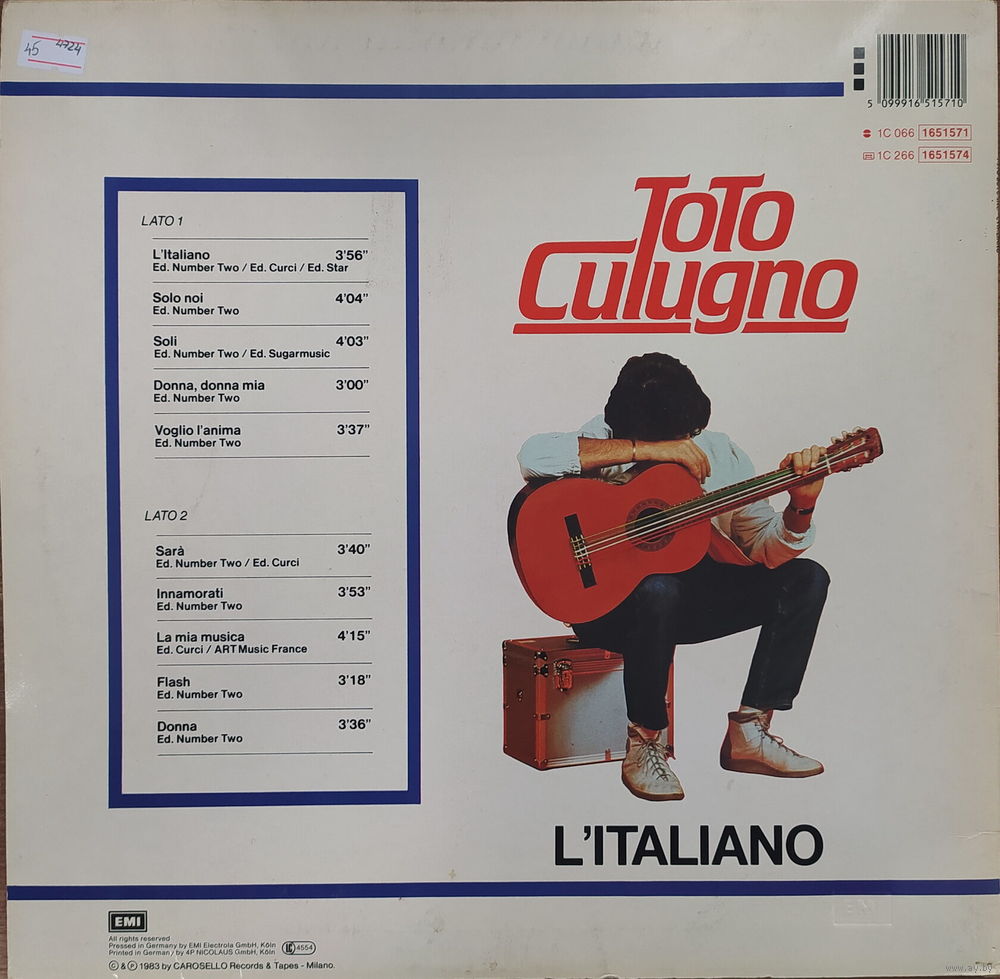 45 4724
5 099916 515710
1C 066 1651571
1C 266 1651574
LATO 1
L'Italiano 3'56"
Ed. Number Two / Ed. Curci / Ed. Star
Solo noi 4'04"
Ed. Number Two
Soli 4'03"
Ed. Number Two / Ed. Sugarmusic
Donna, donna mia 3'00"
Ed. Number Two
Voglio l'anima 3'37"
Ed. Number Two
LATO 2
Sarà 3'40"
Ed. Number Two / Ed. Curci
Innamorati 3'53"
Ed. Number Two
La mia musica 4'15"
Ed. Curci / ART Music France
Flash 3'18"
Ed. Number Two
Donna 3'36"
Ed. Number Two
ToTo
CuTugno
L'ITALIANO
EMI
All rights reserved
Pressed in Germany by EMI Electrola GmbH, Köln
Printed in Germany by 4P NICOLAUS GmbH, Köln
LC 4554
© & ℗ 1983 by CAROSELLO Records & Tapes - Milano.
EMI
www.ay.by